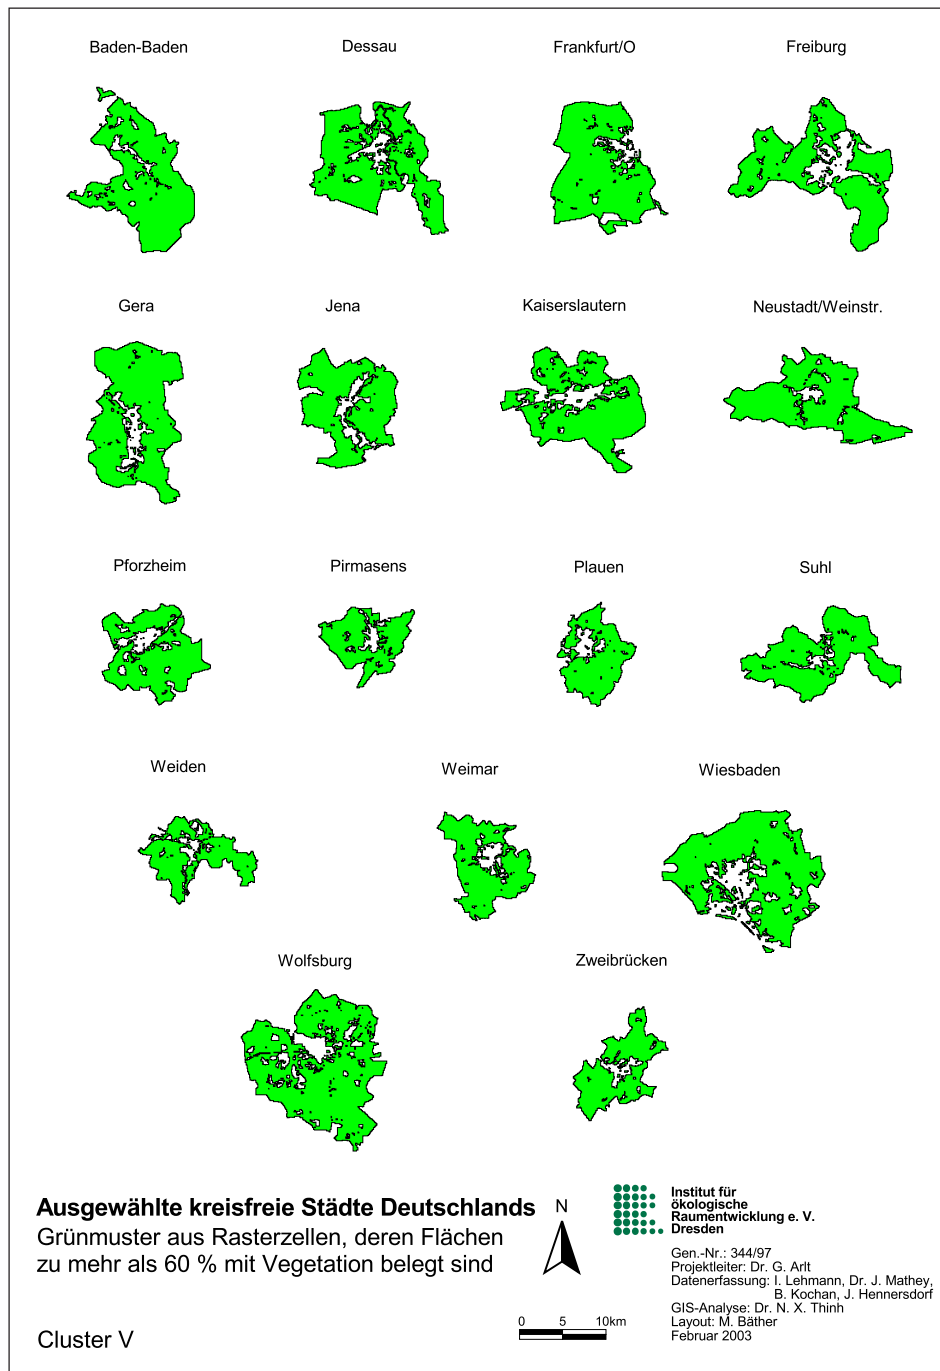 Baden-Baden
Dessau
Frankfurt/O
Freiburg
Gera
Jena
Kaiserslautern
Neustadt/Weinstr.
Pforzheim
Pirmasens
Plauen
Suhl
Weiden
Weimar
Wiesbaden
Wolfsburg
Zweibrücken
Ausgewählte kreisfreie Städte Deutschlands
Grünmuster aus Rasterzellen, deren Flächen
zu mehr als 60 % mit Vegetation belegt sind
Cluster V
N
0 5 10km
Institut für
ökologische
Raumentwicklung e. V.
Dresden
Gen.-Nr.: 344/97
Projektleiter: Dr. G. Arlt
Datenerfassung: I. Lehmann, Dr. J. Mathey,
B. Kochan, J. Hennersdorf
GIS-Analyse: Dr. N. X. Thinh
Layout: M. Bäther
Februar 2003